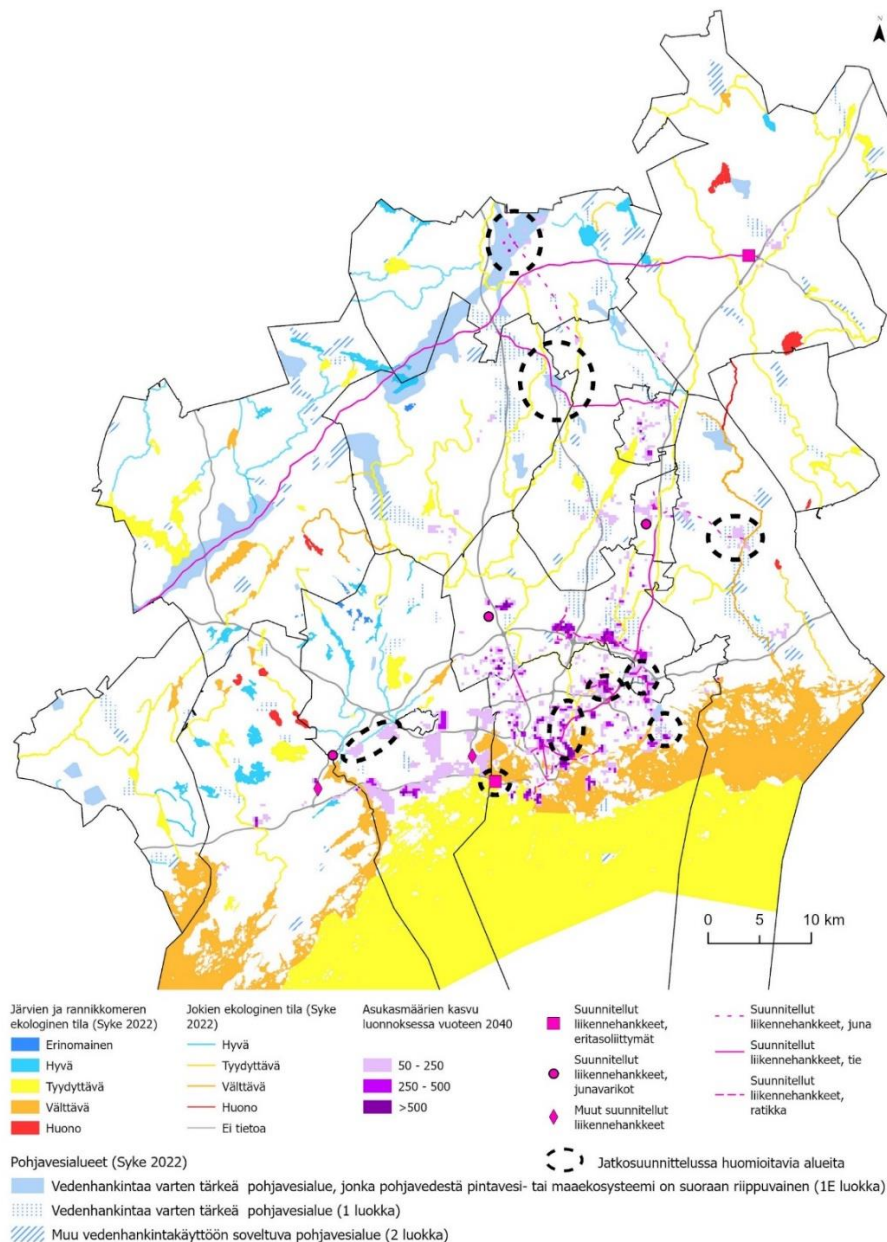 N
0 5 10 km
Järvien ja rannikkomeren
ekologinen tila (Syke 2022)
Erinomainen
Hyvä
Tyydyttävä
Välttävä
Huono
Jokien ekologinen tila (Syke
2022)
Hyvä
Tyydyttävä
Välttävä
Huono
Ei tietoa
Asukasmäärien kasvu
luonnoksessa vuoteen 2040
50 - 250
250 - 500
>500
Suunnitellut
liikennehankkeet,
eritasoliittymät
Suunnitellut
liikennehankkeet,
junavarikot
Muut suunnitellut
liikennehankkeet
Suunnitellut
liikennehankkeet, juna
Suunnitellut
liikennehankkeet, tie
Suunnitellut
liikennehankkeet,
ratikka
Jatkosuunnittelussa huomioitavia alueita
Pohjavesialueet (Syke 2022)
Vedenhankintaa varten tärkeä pohjavesialue, jonka pohjavedestä pintavesi- tai maaekosysteemi on suoraan riippuvainen (1E luokka)
Vedenhankintaa varten tärkeä pohjavesialue (1 luokka)
Muu vedenhankintakäyttöön soveltuva pohjavesialue (2 luokka)